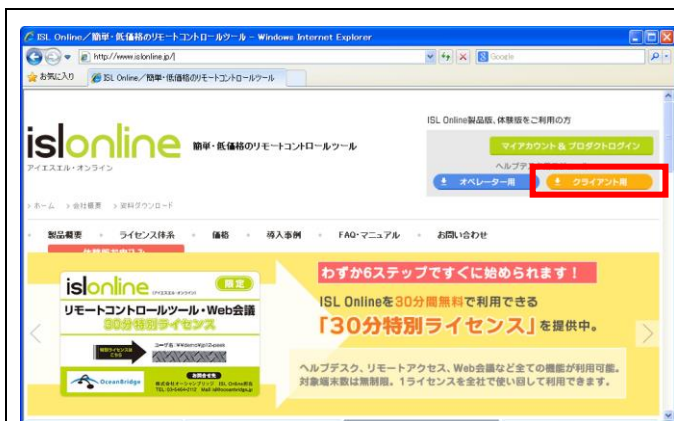 ISL Online／簡単・低価格のリモートコントロールツール - Windows Internet Explorer
http://www.islonline.jp/
Google
お気に入り
ISL Online／簡単・低価格のリモートコントロールツール
ISL Online製品版、体験版をご利用の方
マイアカウント & プロダクトログイン
islonline
簡単・低価格のリモートコントロールツール
アイエスエル・オンライン
オペレーター用
クライアント用
ホーム
会社概要
資料ダウンロード
製品概要
ライセンス体系
価格
導入事例
FAQ・マニュアル
お問い合わせ
わずか6ステップですぐに始められます！
islonline
限定
リモートコントロールツール・Web会議
30分特別ライセンス
ISL Onlineを30分間無料で利用できる
「30分特別ライセンス」を提供中。
OceanBridge
お問合せ先
ヘルプデスク、リモートアクセス、Web会議など全ての機能が利用可能。
対象端末数は無制限。1ライセンスを全社で使い回して利用できます。